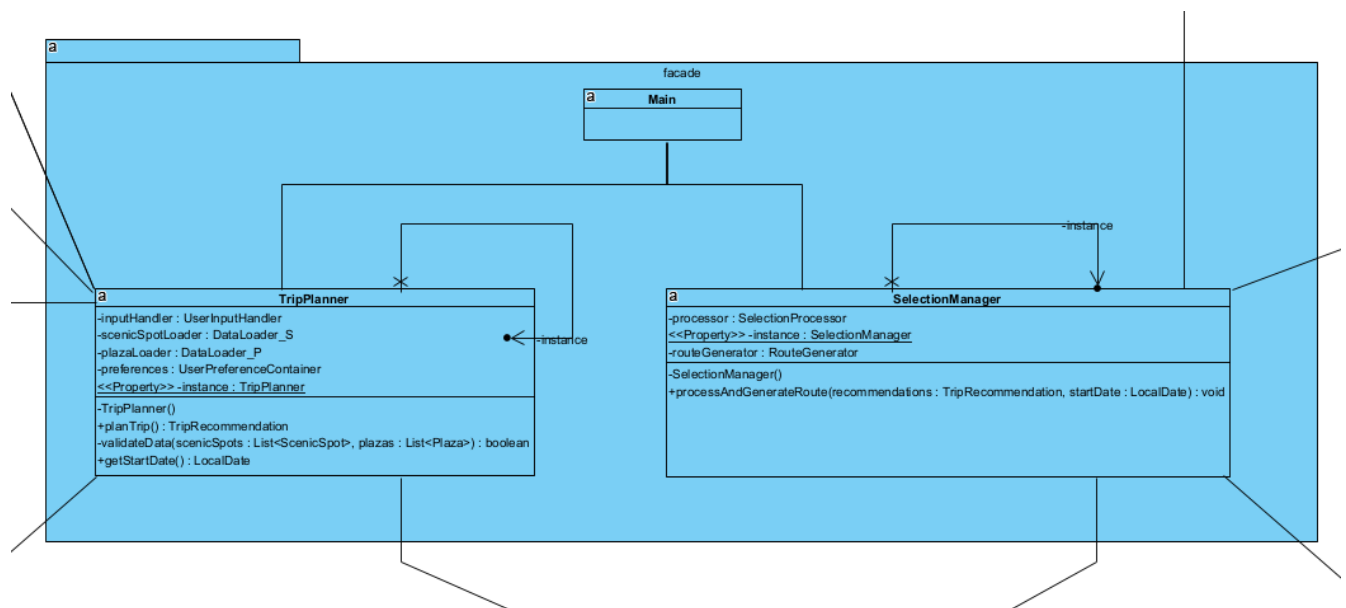 a
facade
a
Main
-instance
-instance
a
TripPlanner
-inputHandler : UserInputHandler
-scenicSpotLoader : DataLoader_S
-plazaLoader : DataLoader_P
-preferences : UserPreferenceContainer
<<Property>> -instance : TripPlanner
-TripPlanner()
+planTrip() : TripRecommendation
-validateData(scenicSpots : List<ScenicSpot>, plazas : List<Plaza>) : boolean
+getStartDate() : LocalDate
a
SelectionManager
-processor : SelectionProcessor
<<Property>> -instance : SelectionManager
-routeGenerator : RouteGenerator
-SelectionManager()
+processAndGenerateRoute(recommendations : TripRecommendation, startDate : LocalDate) : void